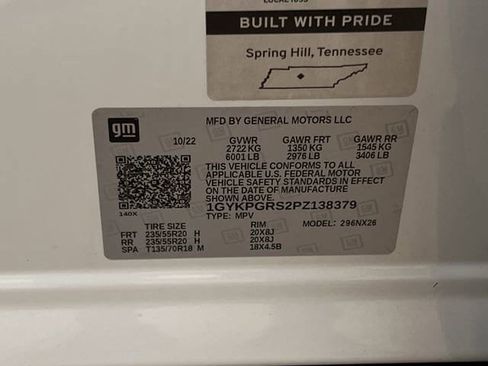 BUILT WITH PRIDE
Spring Hill, Tennessee
gm
MFD BY GENERAL MOTORS LLC
10/22 GVWR GAWR FRT GAWR RR
2722 KG 1350 KG 1545 KG
6001 LB 2976 LB 3406 LB
THIS VEHICLE CONFORMS TO ALL
APPLICABLE U.S. FEDERAL MOTOR
VEHICLE SAFETY STANDARDS IN EFFECT
ON THE DATE OF MANUFACTURE
SHOWN ABOVE.
1GYKPGRS2PZ138379
140X
TYPE: MPV MODEL: 296NX26
TIRE SIZE RIM
FRT 235/55R20 H 20X8J
RR 235/55R20 H 20X8J
SPA T135/70R18 M 18X4.5B